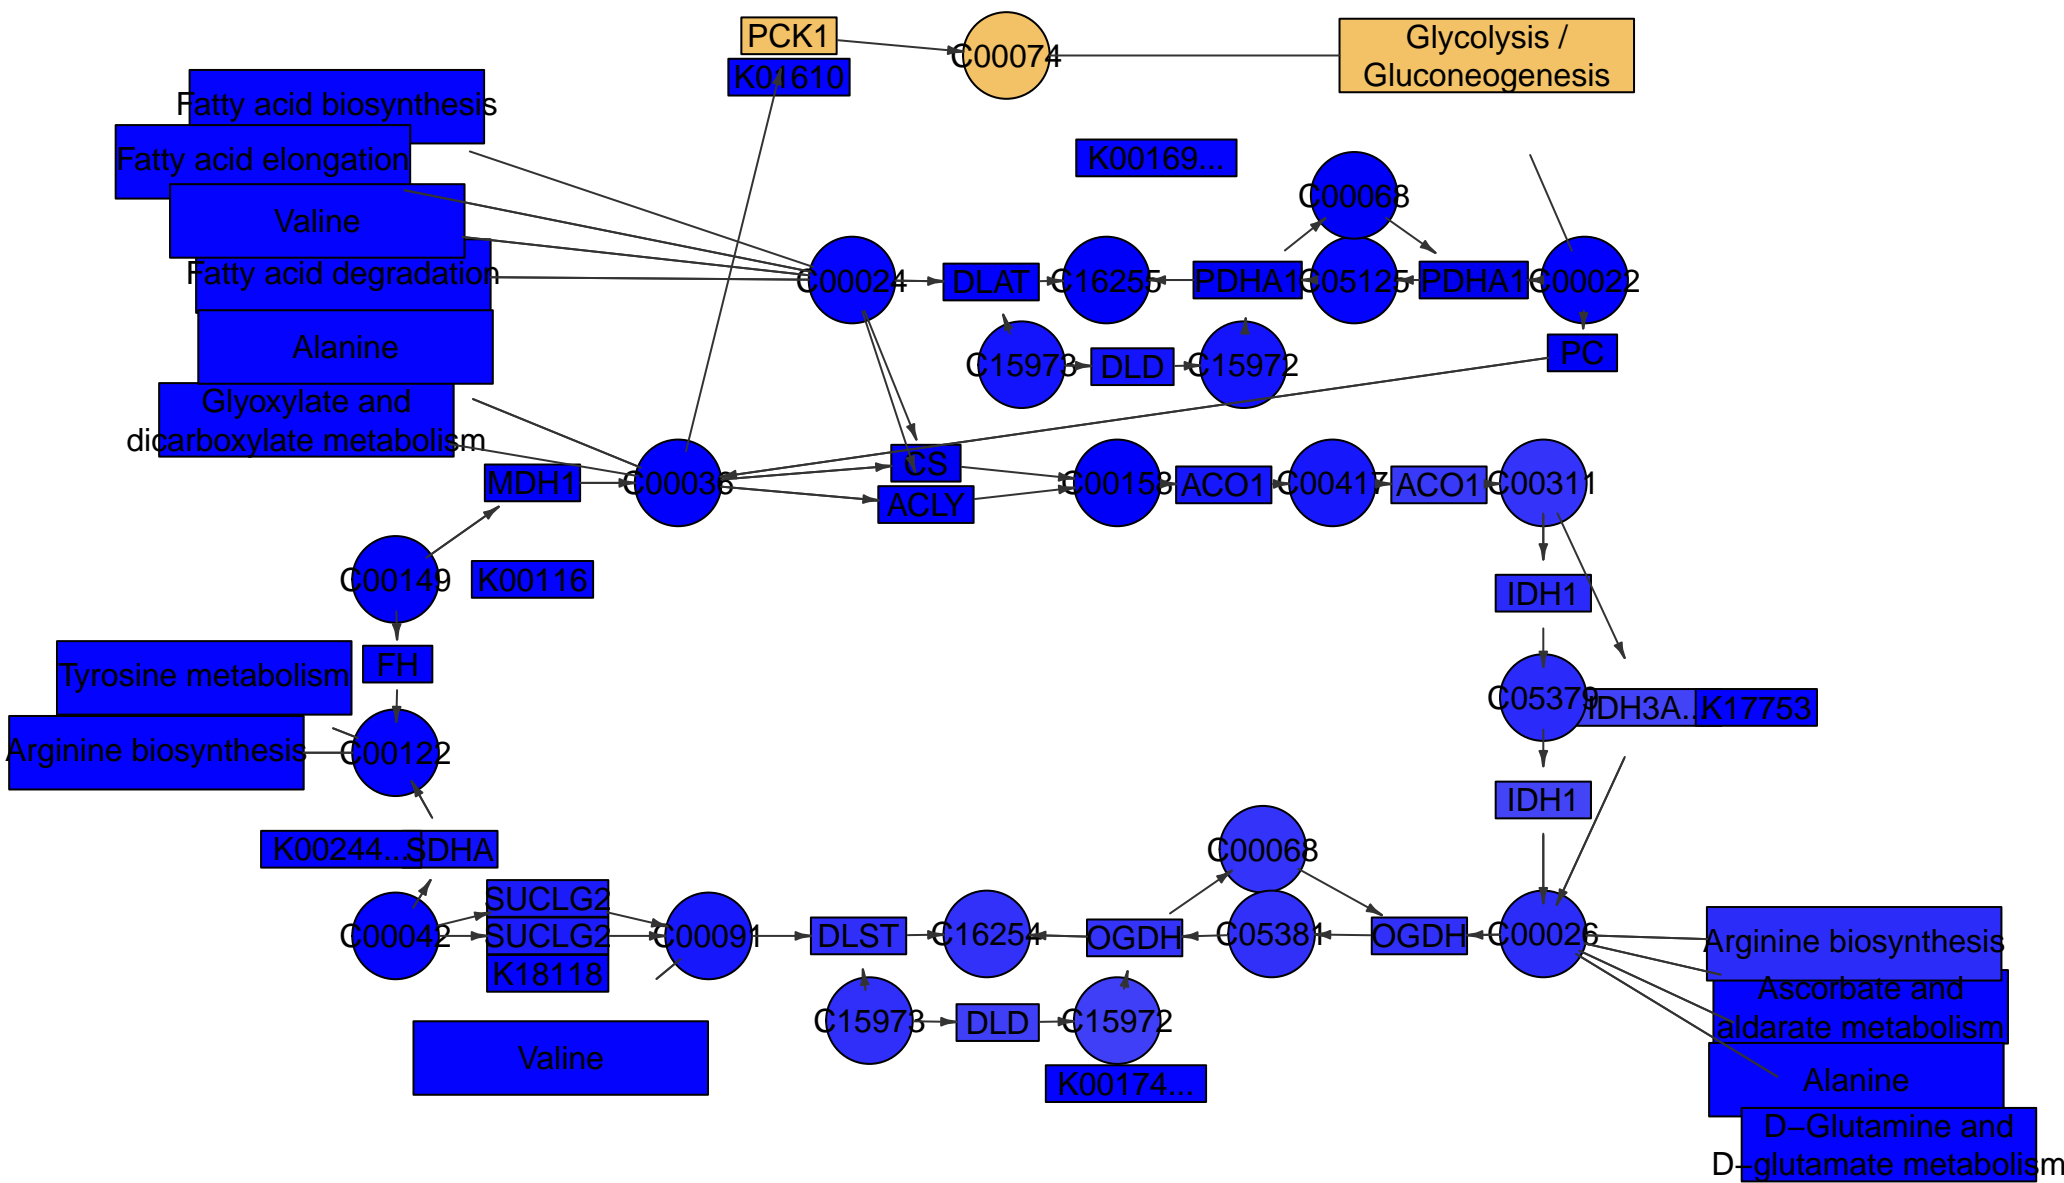 PCK1
C00074
Glycolysis /
Gluconeogenesis
K01610
Fatty acid biosynthesis
Fatty acid elongation
K00169...
C00068
Valine
Fatty acid degradation
C00024
DLAT
C16255
PDHA1
C05125
PDHA1
C00022
Alanine
C15973
DLD
C15972
PC
Glyoxylate and
dicarboxylate metabolism
MDH1
C00036
CS
ACLY
C00158
ACO1
C00417
ACO1
C00311
C00149
K00116
IDH1
FH
Tyrosine metabolism
C05379
IDH3A...
K17753
Arginine biosynthesis
C00122
IDH1
K00244...
SDHA
C00068
SUCLG2
C00042
SUCLG2
C00091
DLST
C16254
OGDH
C05381
OGDH
C00026
Arginine biosynthesis
K18118
Ascorbate and
aldarate metabolism
C15973
DLD
C15972
Valine
K00174...
Alanine
D−Glutamine and
D−glutamate metabolism